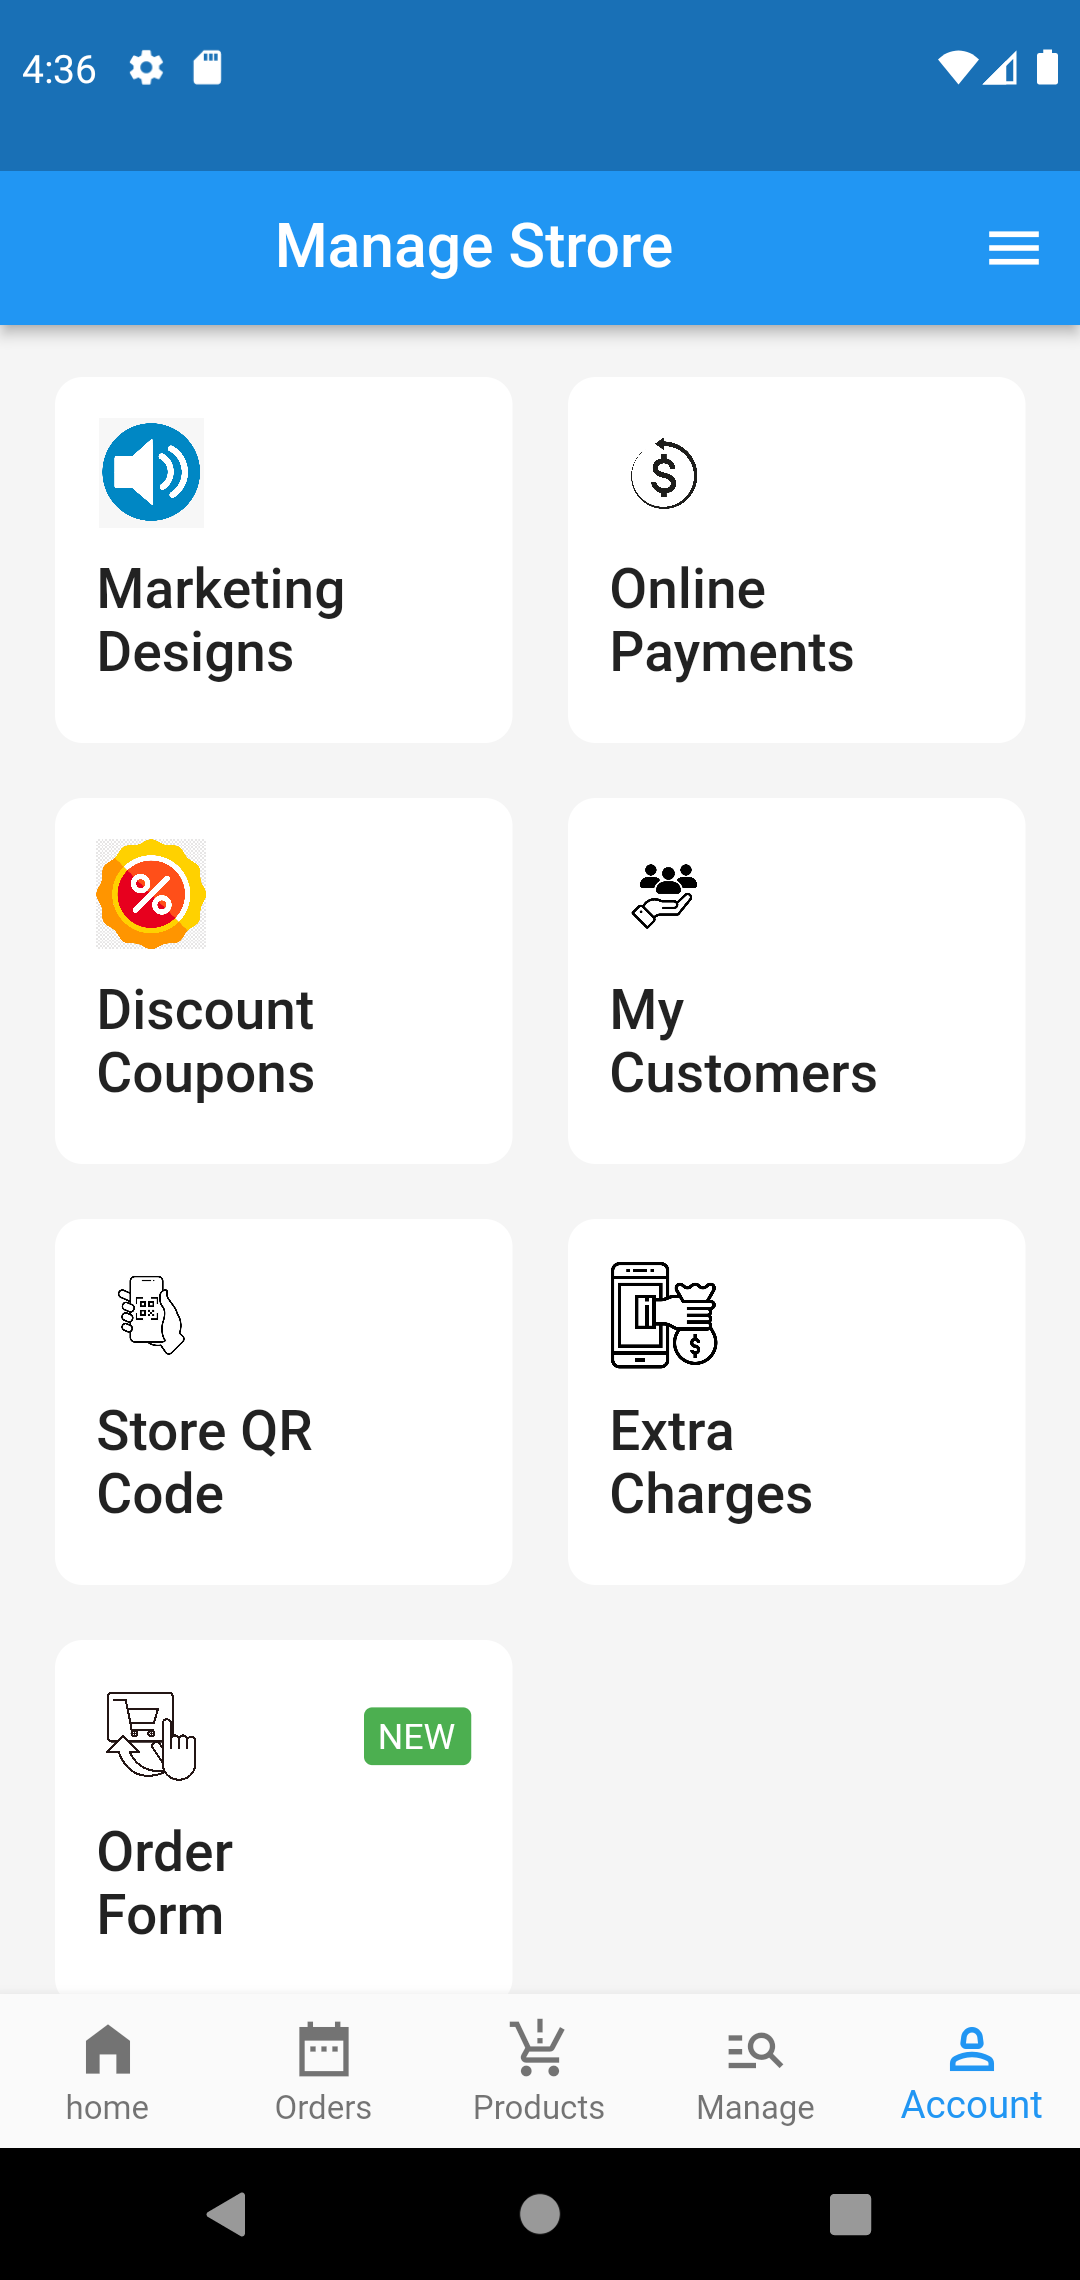 4:36
Manage Strore
Marketing
Designs
Online
Payments
Discount
Coupons
My
Customers
Store QR
Code
Extra
Charges
NEW
Order
Form
home
Orders
Products
Manage
Account